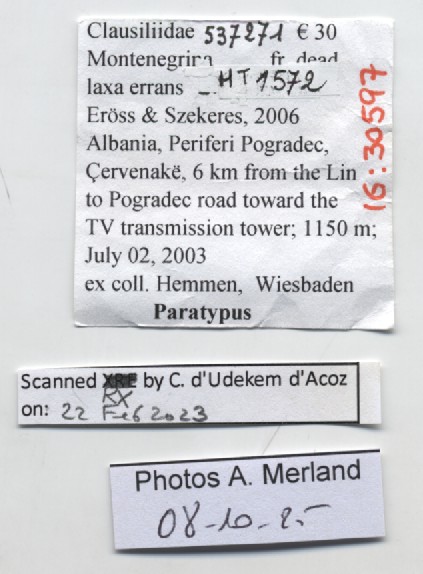 Clausiliidae 537271 € 30
Montenegrina fr. dead
laxa errans MT 1572
Eröss & Szekeres, 2006
Albania, Periferi Pogradec,
Çervenakë, 6 km from the Lin
to Pogradec road toward the
TV transmission tower; 1150 m;
July 02, 2003
ex coll. Hemmen, Wiesbaden
Paratypus
16:30597
Scanned XRE by C. d'Udekem d'Acoz
RX
on: 22 Feb 2023
Photos A. Merland
08-10-25